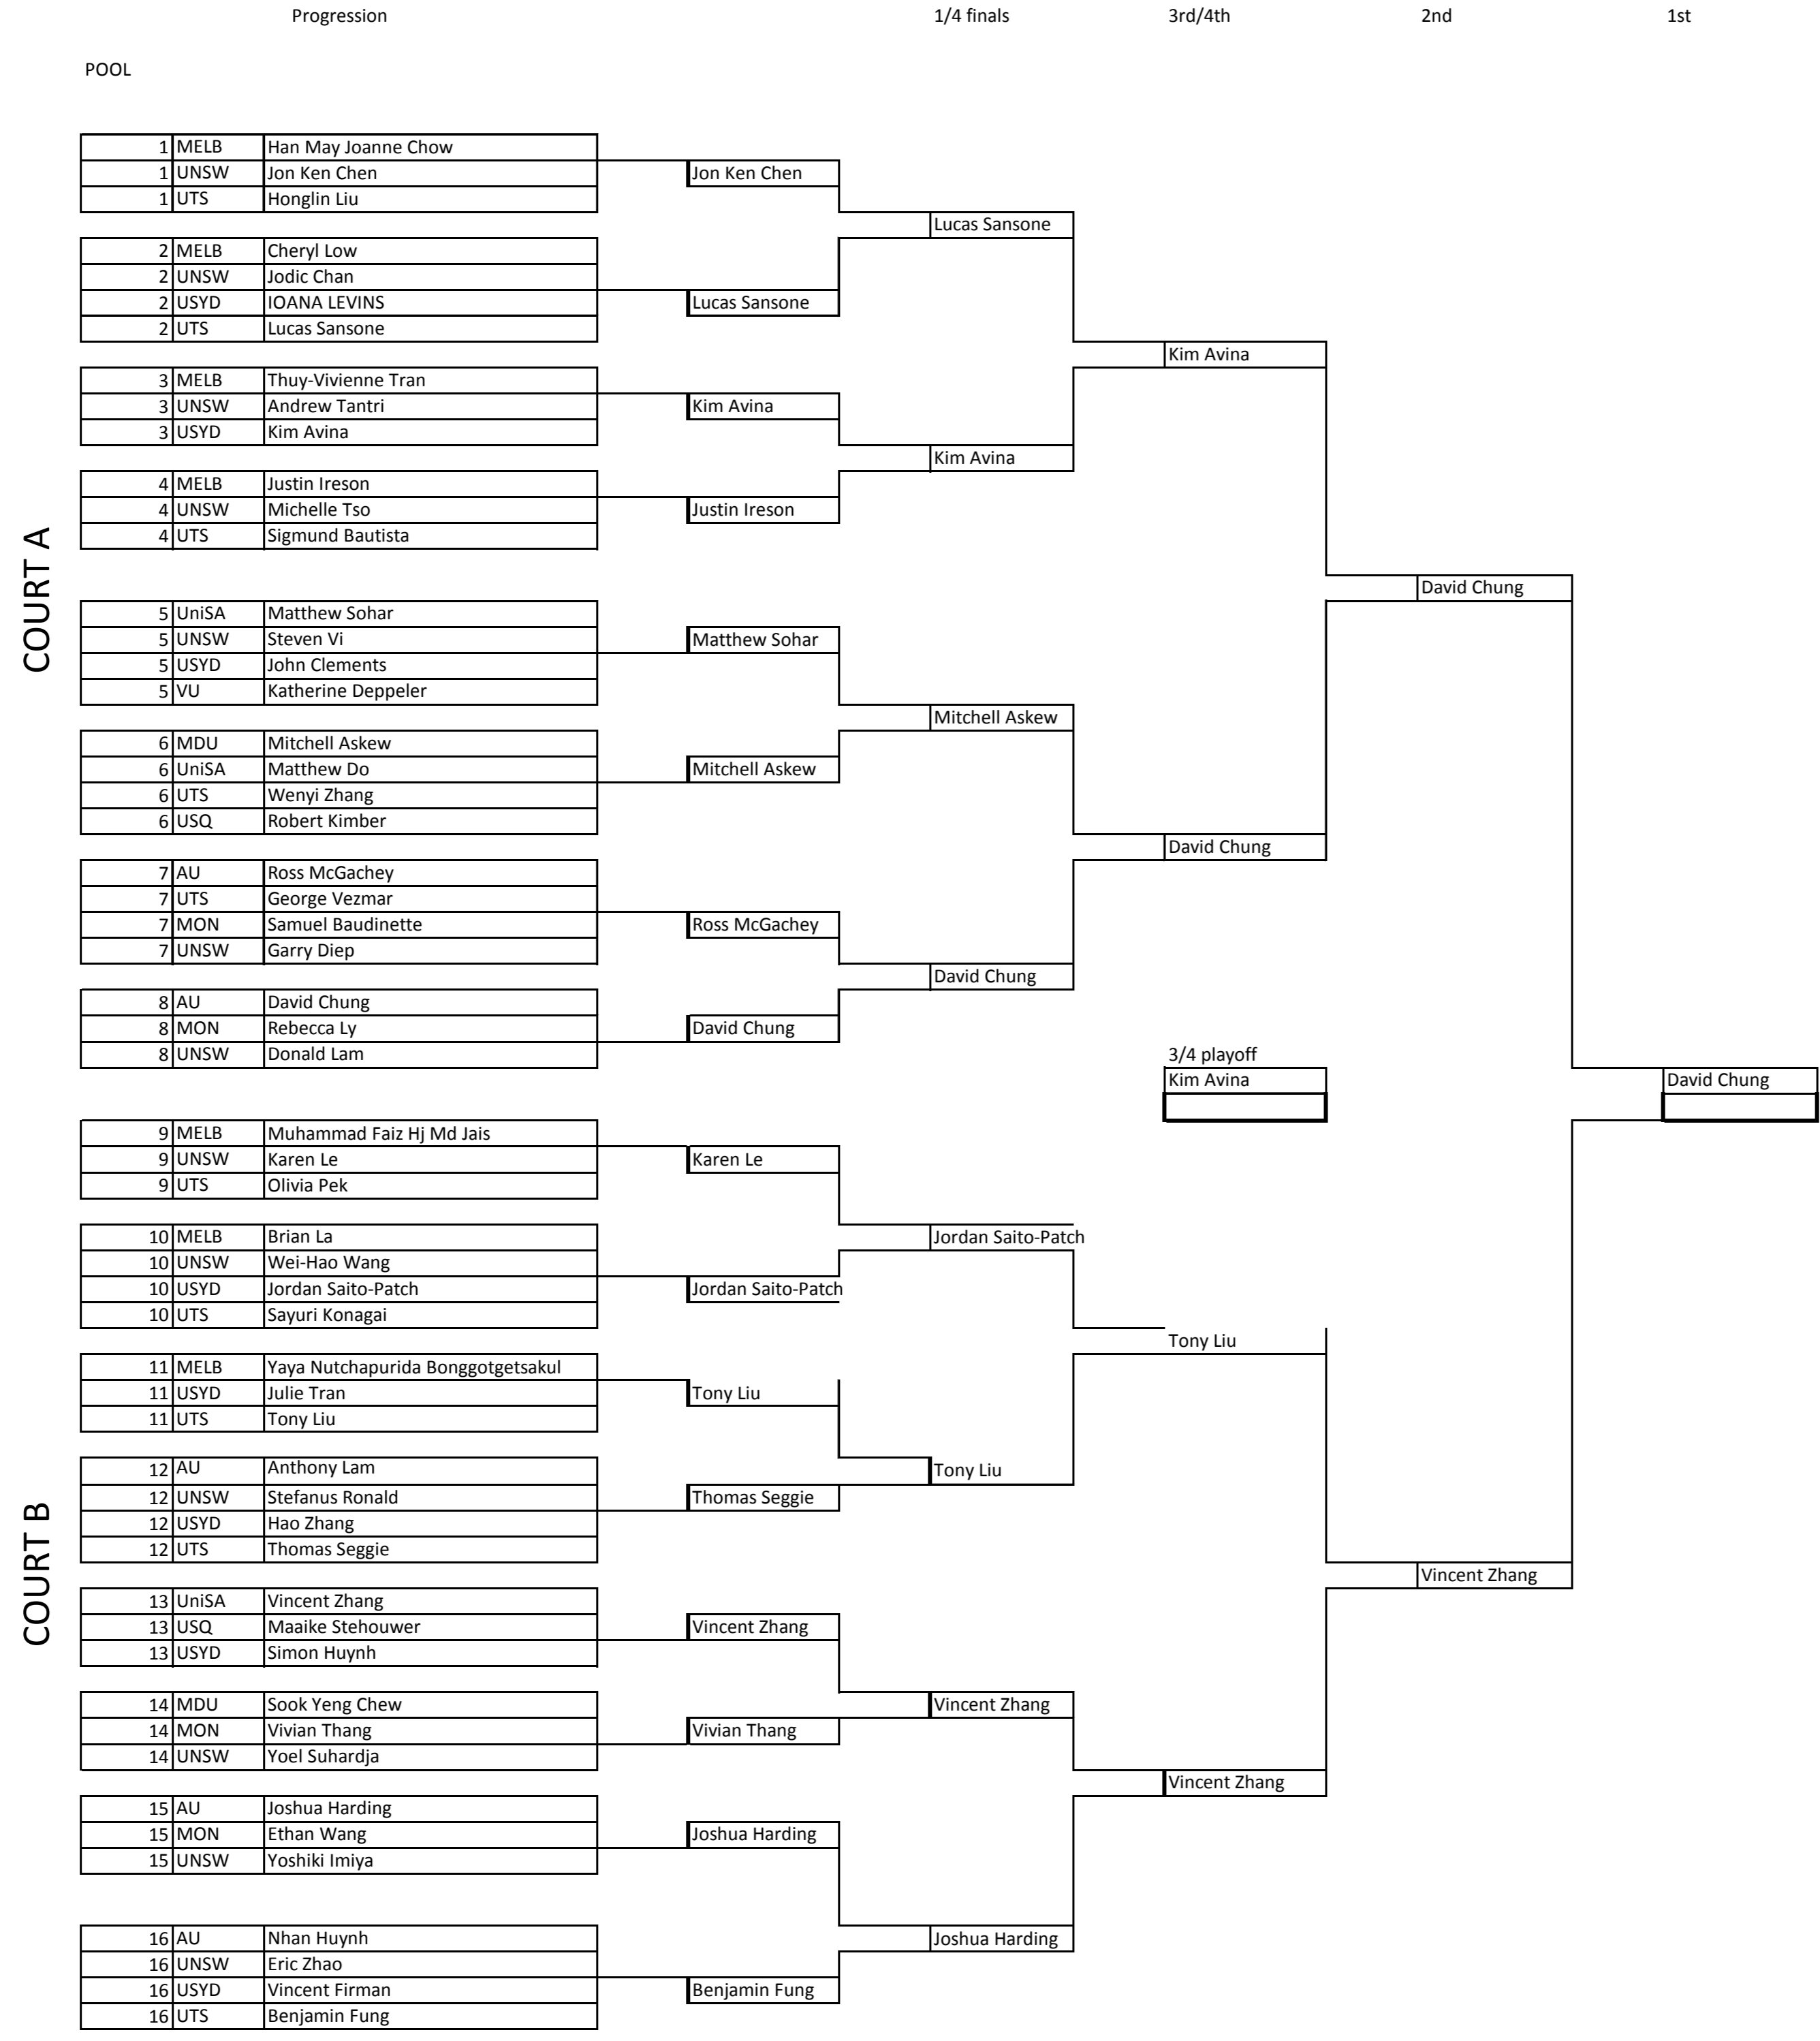 Progression 1/4 finals 3rd/4th 2nd 1st
POOL
COURT A
1 MELB Han May Joanne Chow
1 UNSW Jon Ken Chen Jon Ken Chen
1 UTS Honglin Liu
Lucas Sansone
2 MELB Cheryl Low
2 UNSW Jodic Chan
2 USYD IOANA LEVINS Lucas Sansone
2 UTS Lucas Sansone
Kim Avina
3 MELB Thuy-Vivienne Tran
3 UNSW Andrew Tantri Kim Avina
3 USYD Kim Avina
Kim Avina
4 MELB Justin Ireson
4 UNSW Michelle Tso Justin Ireson
4 UTS Sigmund Bautista
David Chung
5 UniSA Matthew Sohar
5 UNSW Steven Vi Matthew Sohar
5 USYD John Clements
5 VU Katherine Deppeler
Mitchell Askew
6 MDU Mitchell Askew
6 UniSA Matthew Do Mitchell Askew
6 UTS Wenyi Zhang
6 USQ Robert Kimber
David Chung
7 AU Ross McGachey
7 UTS George Vezmar
7 MON Samuel Baudinette Ross McGachey
7 UNSW Garry Diep
David Chung
8 AU David Chung
8 MON Rebecca Ly David Chung
8 UNSW Donald Lam 3/4 playoff
Kim Avina David Chung
COURT B
9 MELB Muhammad Faiz Hj Md Jais
9 UNSW Karen Le Karen Le
9 UTS Olivia Pek
10 MELB Brian La Jordan Saito-Patch
10 UNSW Wei-Hao Wang
10 USYD Jordan Saito-Patch Jordan Saito-Patch
10 UTS Sayuri Konagai
Tony Liu
11 MELB Yaya Nutchapurida Bonggotgetsakul
11 USYD Julie Tran Tony Liu
11 UTS Tony Liu
12 AU Anthony Lam Tony Liu
12 UNSW Stefanus Ronald Thomas Seggie
12 USYD Hao Zhang
12 UTS Thomas Seggie
Vincent Zhang
13 UniSA Vincent Zhang
13 USQ Maaike Stehouwer Vincent Zhang
13 USYD Simon Huynh
14 MDU Sook Yeng Chew Vincent Zhang
14 MON Vivian Thang Vivian Thang
14 UNSW Yoel Suhardja
Vincent Zhang
15 AU Joshua Harding
15 MON Ethan Wang Joshua Harding
15 UNSW Yoshiki Imiya
16 AU Nhan Huynh Joshua Harding
16 UNSW Eric Zhao
16 USYD Vincent Firman Benjamin Fung
16 UTS Benjamin Fung